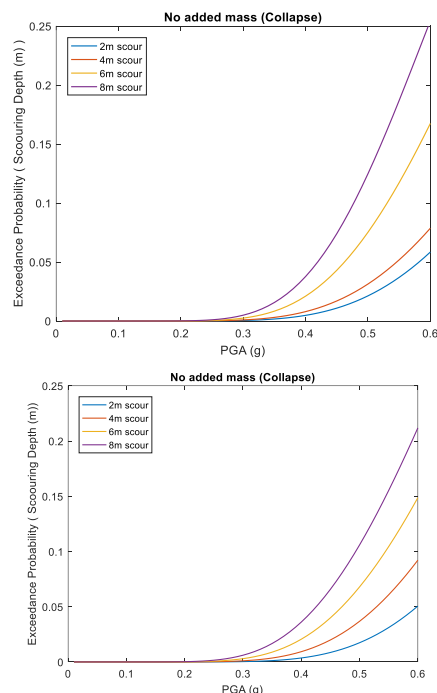 No added mass (Collapse)
0.25
0.2
0.15
0.1
0.05
0
Exceedance Probability ( Scoouring Depth (m) )
2m scour
4m scour
6m scour
8m scour
0 0.1 0.2 0.3 0.4 0.5 0.6
PGA (g)
No added mass (Collapse)
0.25
0.2
0.15
0.1
0.05
0
Exceedance Probability ( Scoouring Depth (m))
2m scour
4m scour
6m scour
8m scour
0 0.1 0.2 0.3 0.4 0.5 0.6
PGA (g)